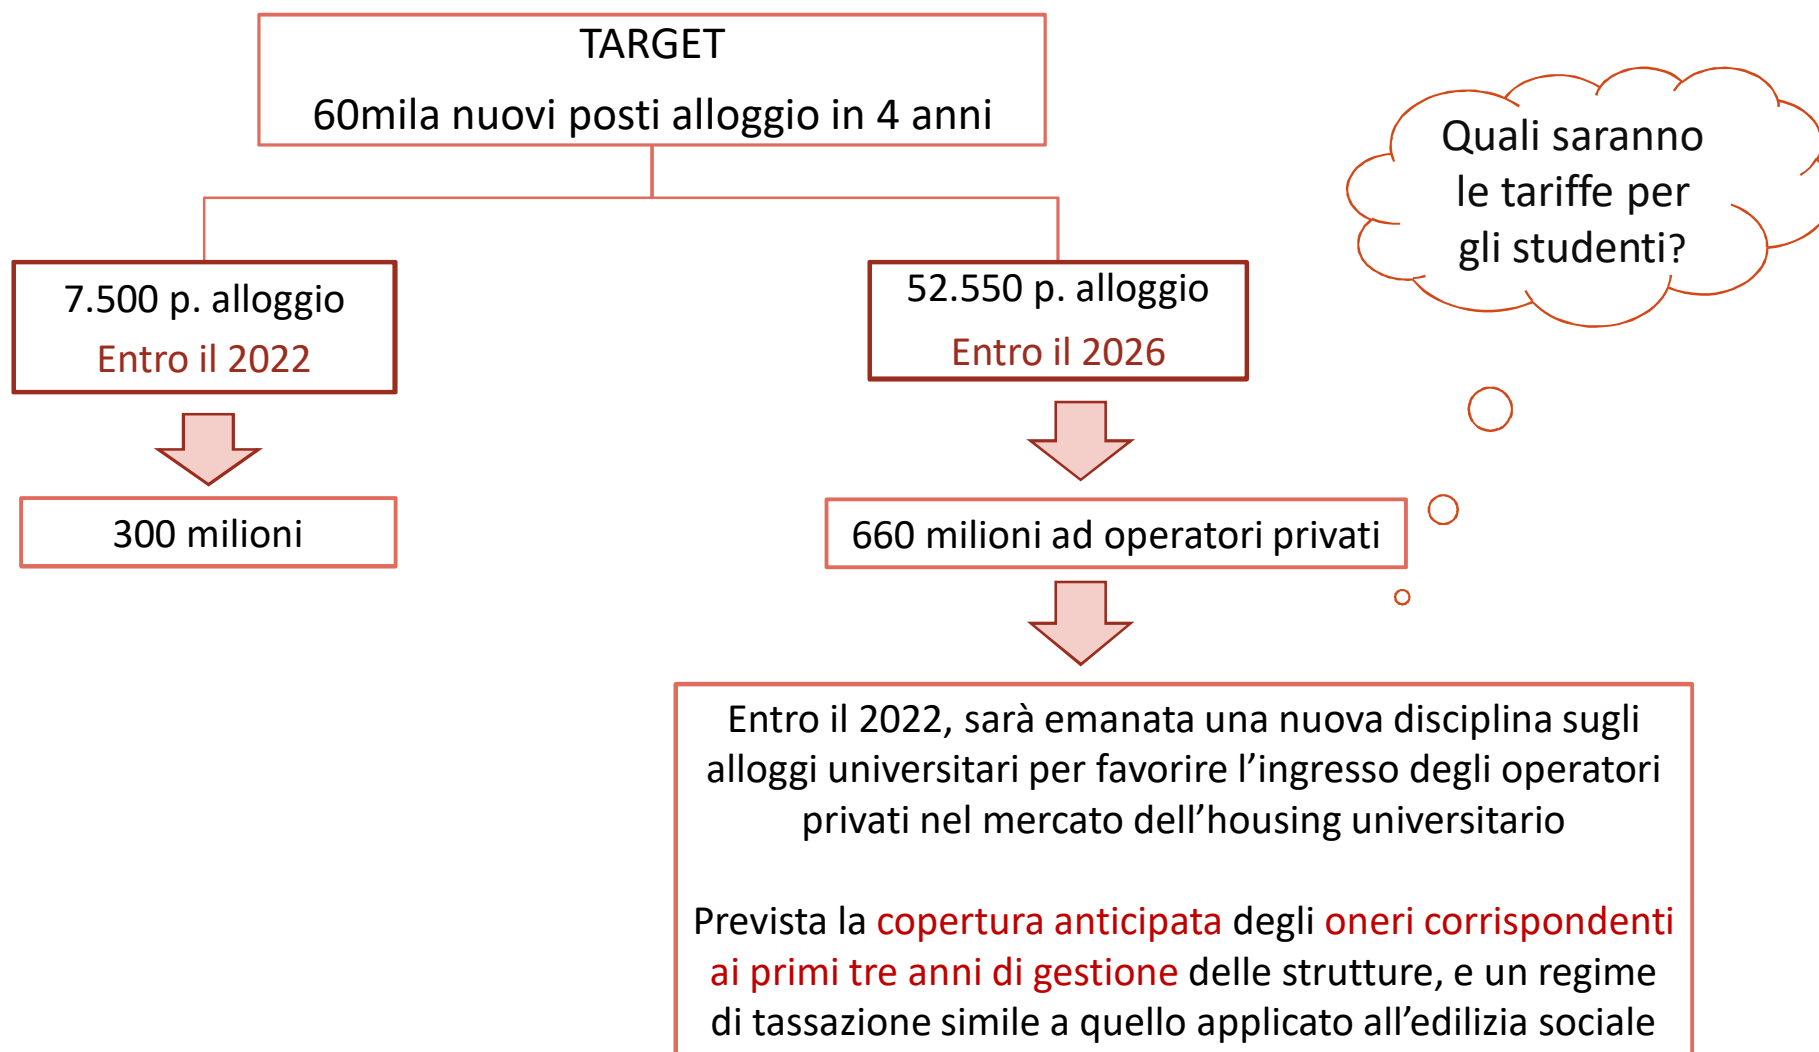 TARGET
60mila nuovi posti alloggio in 4 anni
Quali saranno
le tariffe per
gli studenti?
7.500 p. alloggio
Entro il 2022
52.550 p. alloggio
Entro il 2026
300 milioni
660 milioni ad operatori privati
Entro il 2022, sarà emanata una nuova disciplina sugli
alloggi universitari per favorire l’ingresso degli operatori
privati nel mercato dell’housing universitario
Prevista la copertura anticipata degli oneri corrispondenti
ai primi tre anni di gestione delle strutture, e un regime
di tassazione simile a quello applicato all’edilizia sociale